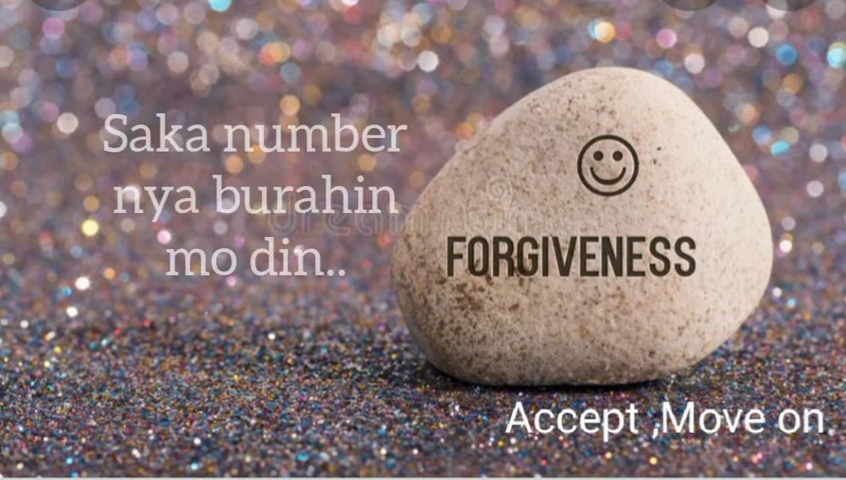 Saka number
nya burahin
mo din..
FORGIVENESS
Accept ,Move on.